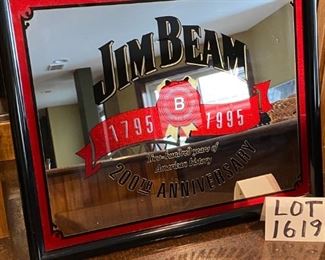 JIM BEAM
B
1795 1995
Two-hundred years of
American history
200TH ANNIVERSARY
LOT
1619